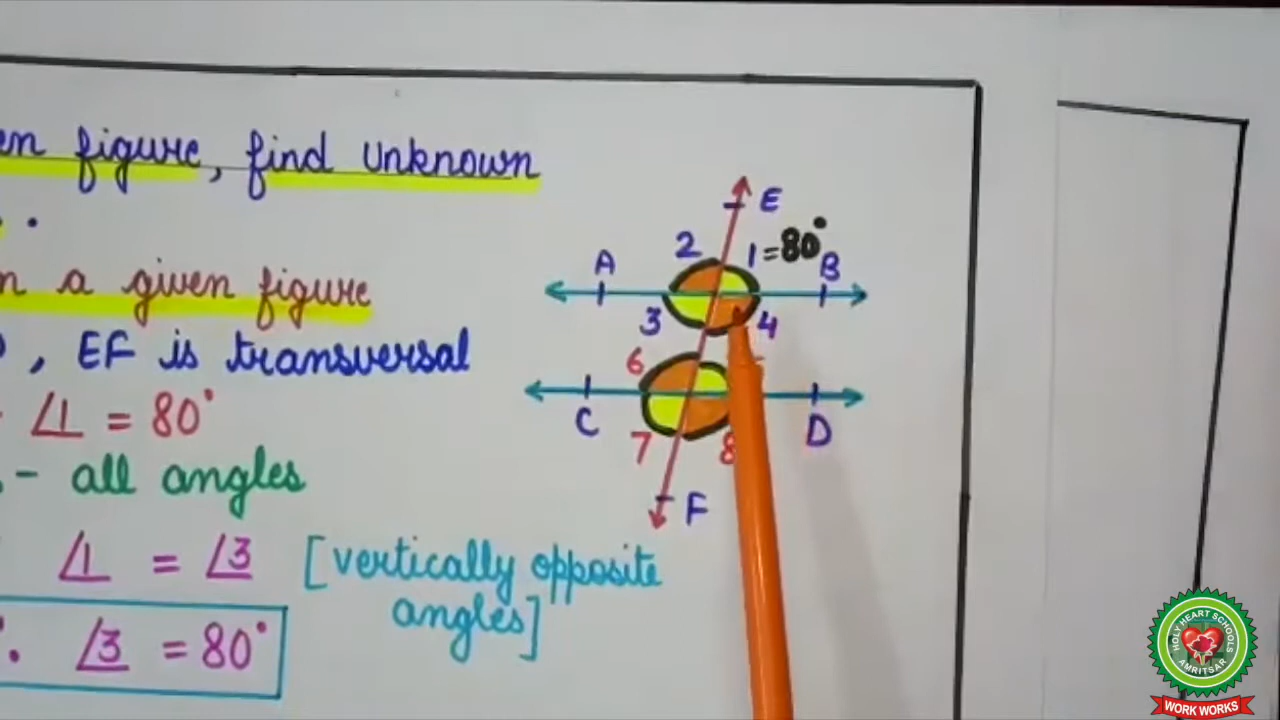 en figure, find unknown
n a given figure
, EF is transversal
∠1 = 80°
- all angles
∠1 = ∠3 [vertically opposite
angles]
∴ ∠3 = 80°
E
2 1 = 80°
A B
3 4
6
C D
7 8
F
HOLY HEART SCHOOLS
AMRITSAR
WORK WORKS